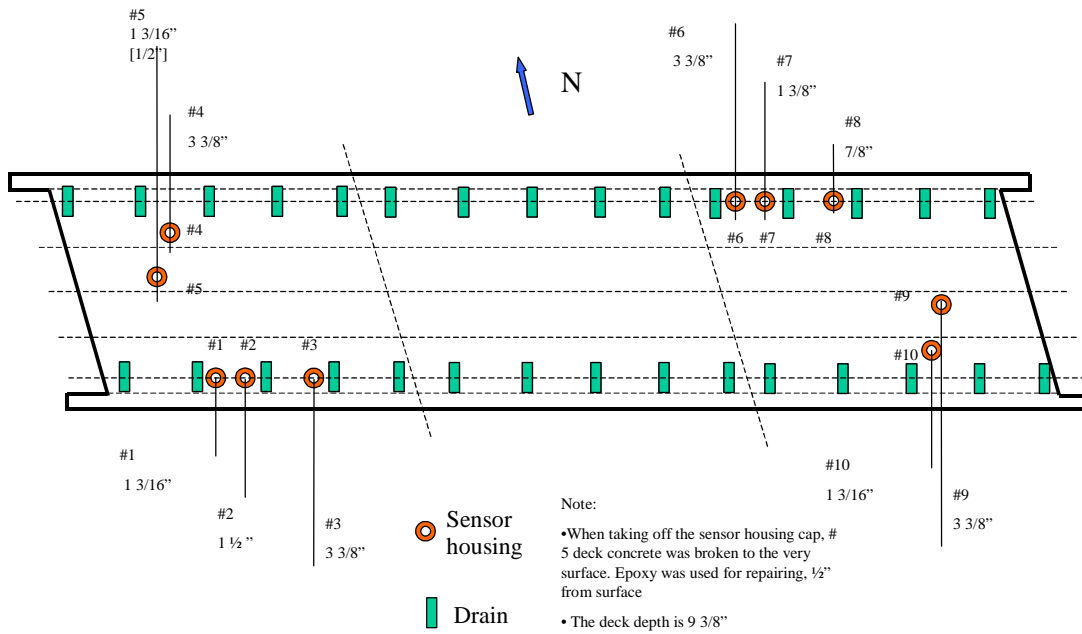 #5
1 3/16”
[1/2”]
#4
3 3/8”
N
#6
3 3/8”
#7
1 3/8”
#8
7/8”
#4
#5
#6 #7 #8
#9
#10
#1 #2 #3
#1
1 3/16”
#2
1 ½ ”
#3
3 3/8”
#10
1 3/16”
#9
3 3/8”
Sensor
housing
Drain
Note:
•When taking off the sensor housing cap, #
5 deck concrete was broken to the very
surface. Epoxy was used for repairing, ½”
from surface
• The deck depth is 9 3/8”